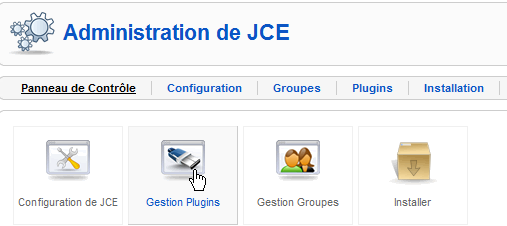 Administration de JCE
Panneau de Contrôle Configuration Groupes Plugins Installation
Configuration de JCE Gestion Plugins Gestion Groupes Installer